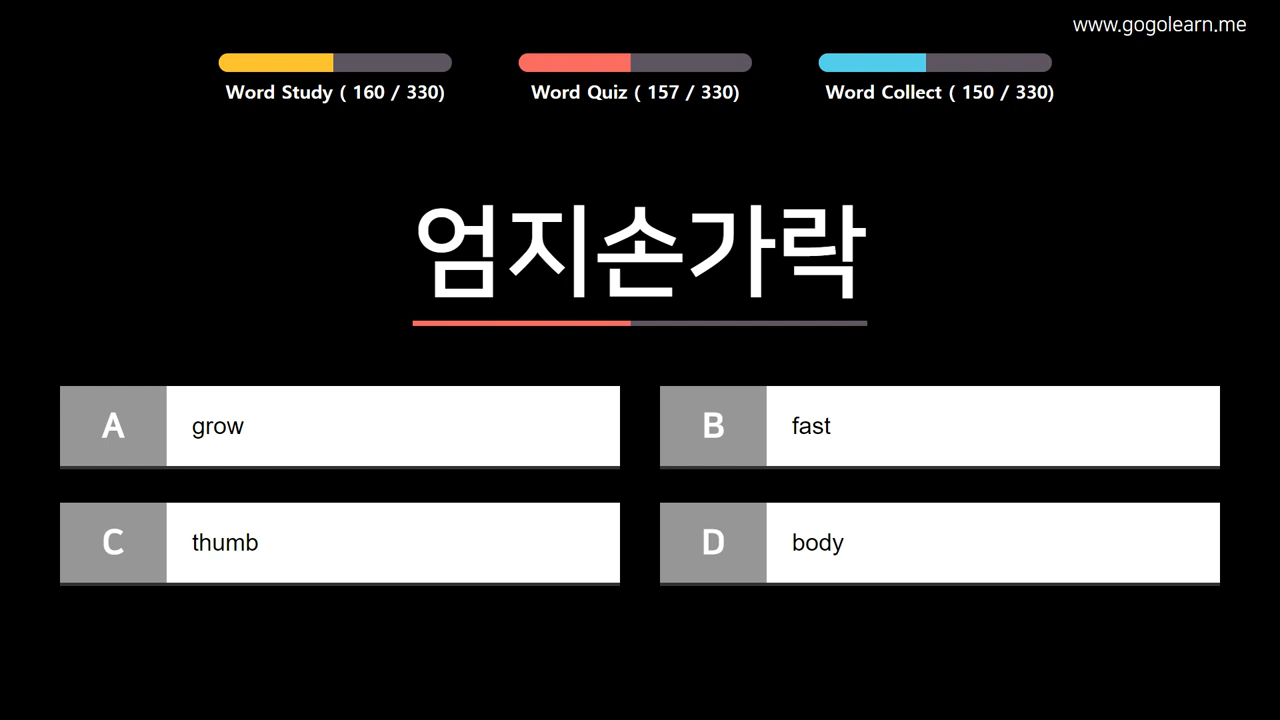 www.gogolearn.me
Word Study ( 160 / 330)
Word Quiz ( 157 / 330)
Word Collect ( 150 / 330)
엄지손가락
A grow
B fast
C thumb
D body